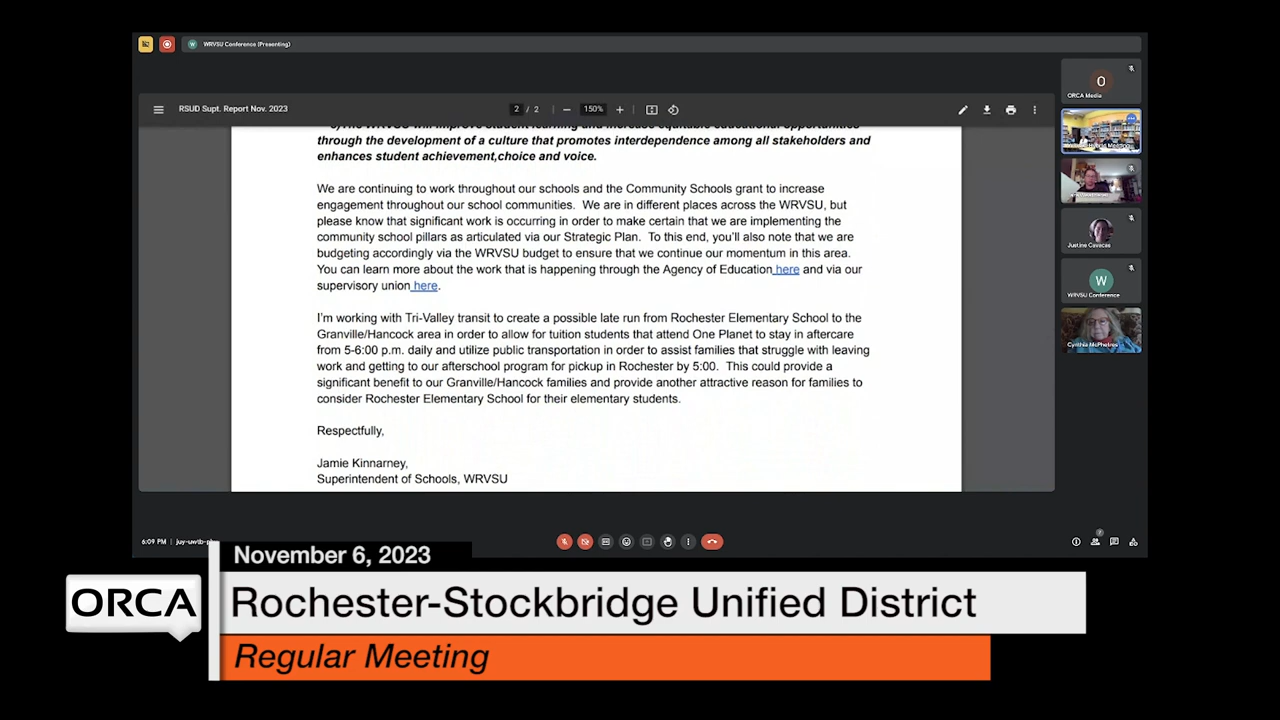 WRVSU Conference (Presenting)
RSUD Supt. Report Nov. 2023
2 / 2
150%
through the development of a culture that promotes interdependence among all stakeholders and
enhances student achievement,choice and voice.
We are continuing to work throughout our schools and the Community Schools grant to increase
engagement throughout our school communities. We are in different places across the WRVSU, but
please know that significant work is occurring in order to make certain that we are implementing the
community school pillars as articulated via our Strategic Plan. To this end, you'll also note that we are
budgeting accordingly via the WRVSU budget to ensure that we continue our momentum in this area.
You can learn more about the work that is happening through the Agency of Education here and via our
supervisory union here.
I'm working with Tri-Valley transit to create a possible late run from Rochester Elementary School to the
Granville/Hancock area in order to allow for tuition students that attend One Planet to stay in aftercare
from 5-6:00 p.m. daily and utilize public transportation in order to assist families that struggle with leaving
work and getting to our afterschool program for pickup in Rochester by 5:00. This could provide a
significant benefit to our Granville/Hancock families and provide another attractive reason for families to
consider Rochester Elementary School for their elementary students.
Respectfully,
Jamie Kinnarney,
Superintendent of Schools, WRVSU
O
ORCA Media
Justine Cavacas
W
WRVSU Conference
Cynthia McPhetres
6:09 PM
November 6, 2023
ORCA
Rochester-Stockbridge Unified District
Regular Meeting